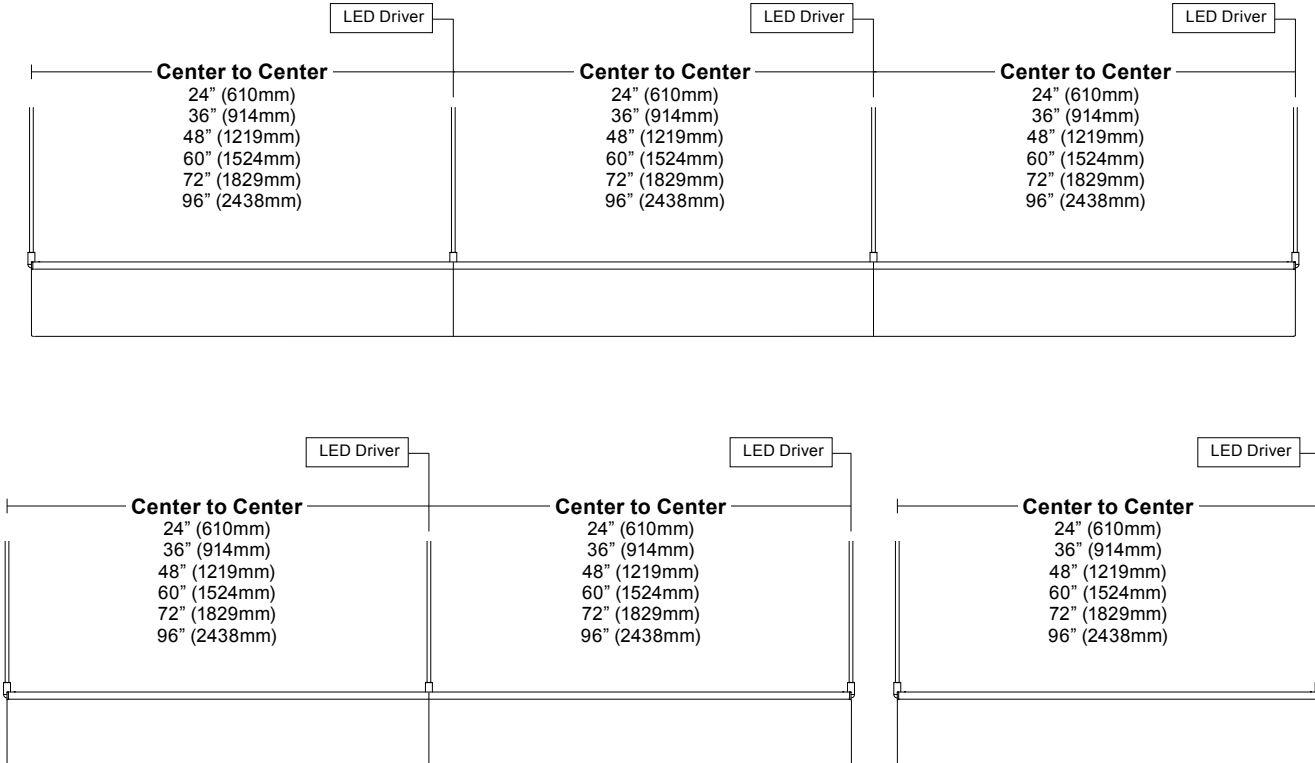 LED Driver
LED Driver
LED Driver
Center to Center
24” (610mm)
36” (914mm)
48” (1219mm)
60” (1524mm)
72” (1829mm)
96” (2438mm)
Center to Center
24” (610mm)
36” (914mm)
48” (1219mm)
60” (1524mm)
72” (1829mm)
96” (2438mm)
Center to Center
24” (610mm)
36” (914mm)
48” (1219mm)
60” (1524mm)
72” (1829mm)
96” (2438mm)
LED Driver
LED Driver
LED Driver
Center to Center
24” (610mm)
36” (914mm)
48” (1219mm)
60” (1524mm)
72” (1829mm)
96” (2438mm)
Center to Center
24” (610mm)
36” (914mm)
48” (1219mm)
60” (1524mm)
72” (1829mm)
96” (2438mm)
Center to Center
24” (610mm)
36” (914mm)
48” (1219mm)
60” (1524mm)
72” (1829mm)
96” (2438mm)